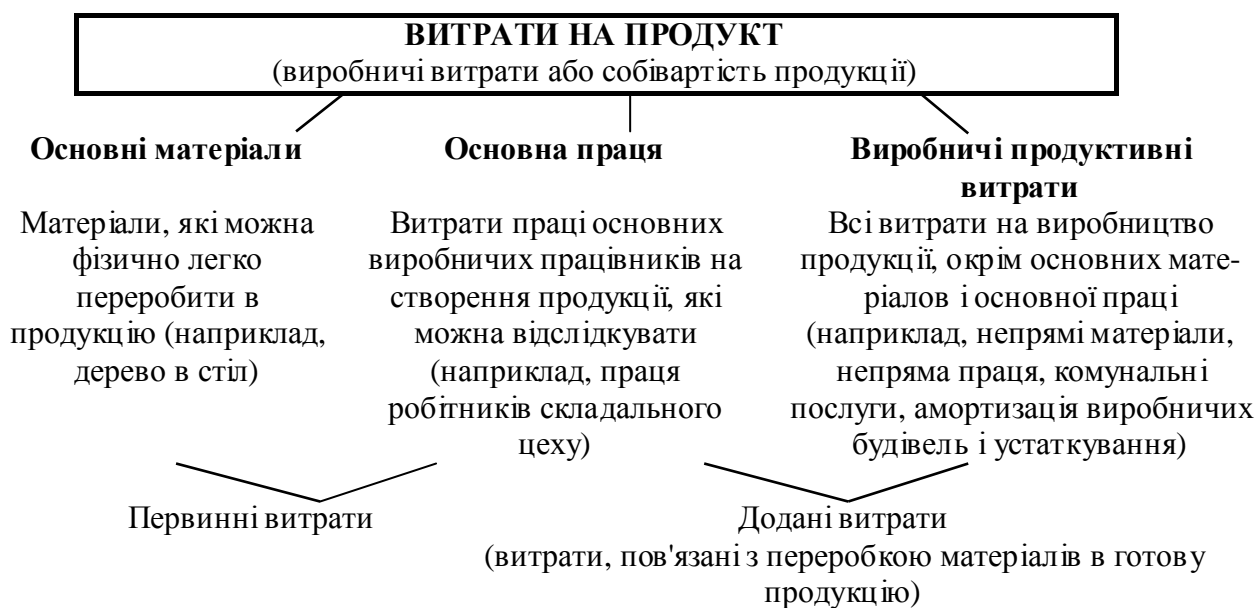 ВИТРАТИ НА ПРОДУКТ
(виробничі витрати або собівартість продукції)
Основні матеріали
Матеріали, які можна
фізично легко
переробити в
продукцію (наприклад,
дерево в стіл)
Основна праця
Витрати праці основних
виробничих працівників на
створення продукції, які
можна відслідкувати
(наприклад, праця
робітників складального
цеху)
Виробничі продуктивні
витрати
Всі витрати на виробництво
продукції, окрім основних мате-
ріалов і основної праці
(наприклад, непрямі матеріали,
непряма праця, комунальні
послуги, амортизація виробничих
будівель і устаткування)
Первинні витрати
Додані витрати
(витрати, пов'язані з переробкою матеріалів в готову
продукцію)